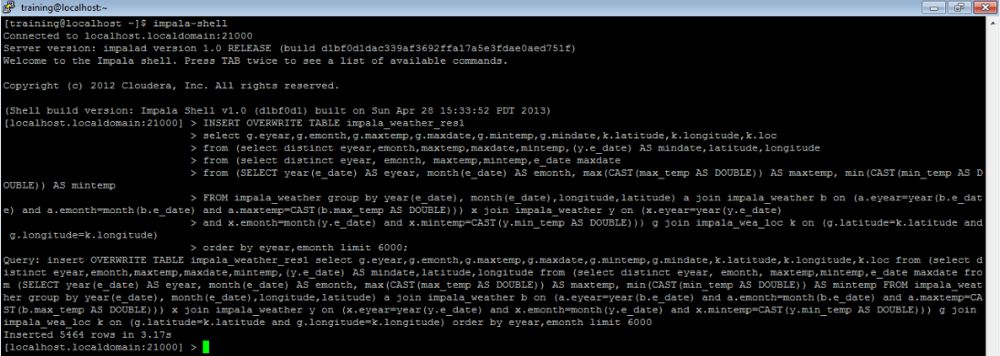 training@localhost:~
[training@localhost ~]$ impala-shell
Connected to localhost.localdomain:21000
Server version: impalad version 1.0 RELEASE (build d1bf0d1dac339af3692ffa17a5e3fdae0aed751f)
Welcome to the Impala shell. Press TAB twice to see a list of available commands.
Copyright (c) 2012 Cloudera, Inc. All rights reserved.
(Shell build version: Impala Shell v1.0 (d1bf0d1) built on Sun Apr 28 15:33:52 PDT 2013)
[localhost.localdomain:21000] > INSERT OVERWRITE TABLE impala_weather_res1
> select g.eyear,g.emonth,g.maxtemp,g.maxdate,g.mintemp,g.mindate,k.latitude,k.longitude,k.loc
> from (select distinct eyear,emonth,maxtemp,maxdate,mintemp,(y.e_date) AS mindate,latitude,longitude
> from (select distinct eyear, emonth, maxtemp,mintemp,e_date maxdate
> from (SELECT year(e_date) AS eyear, month(e_date) AS emonth, max(CAST(max_temp AS DOUBLE)) AS maxtemp, min(CAST(min_temp AS D
OUBLE)) AS mintemp
> FROM impala_weather group by year(e_date), month(e_date),longitude,latitude) a join impala_weather b on (a.eyear=year(b.e_dat
e) and a.emonth=month(b.e_date) and a.maxtemp=CAST(b.max_temp AS DOUBLE))) x join impala_weather y on (x.eyear=year(y.e_date)
> and x.emonth=month(y.e_date) and x.mintemp=CAST(y.min_temp AS DOUBLE))) g join impala_wea_loc k on (g.latitude=k.latitude and
g.longitude=k.longitude)
> order by eyear,emonth limit 6000;
Query: insert OVERWRITE TABLE impala_weather_res1 select g.eyear,g.emonth,g.maxtemp,g.maxdate,g.mintemp,g.mindate,k.latitude,k.longitude,k.loc from (select d
istinct eyear,emonth,maxtemp,maxdate,mintemp,(y.e_date) AS mindate,latitude,longitude from (select distinct eyear, emonth, maxtemp,mintemp,e_date maxdate fro
m (SELECT year(e_date) AS eyear, month(e_date) AS emonth, max(CAST(max_temp AS DOUBLE)) AS maxtemp, min(CAST(min_temp AS DOUBLE)) AS mintemp FROM impala_weat
her group by year(e_date), month(e_date),longitude,latitude) a join impala_weather b on (a.eyear=year(b.e_date) and a.emonth=month(b.e_date) and a.maxtemp=CA
ST(b.max_temp AS DOUBLE))) x join impala_weather y on (x.eyear=year(y.e_date) and x.emonth=month(y.e_date) and x.mintemp=CAST(y.min_temp AS DOUBLE))) g join
impala_wea_loc k on (g.latitude=k.latitude and g.longitude=k.longitude) order by eyear,emonth limit 6000
Inserted 5464 rows in 3.17s
[localhost.localdomain:21000] >